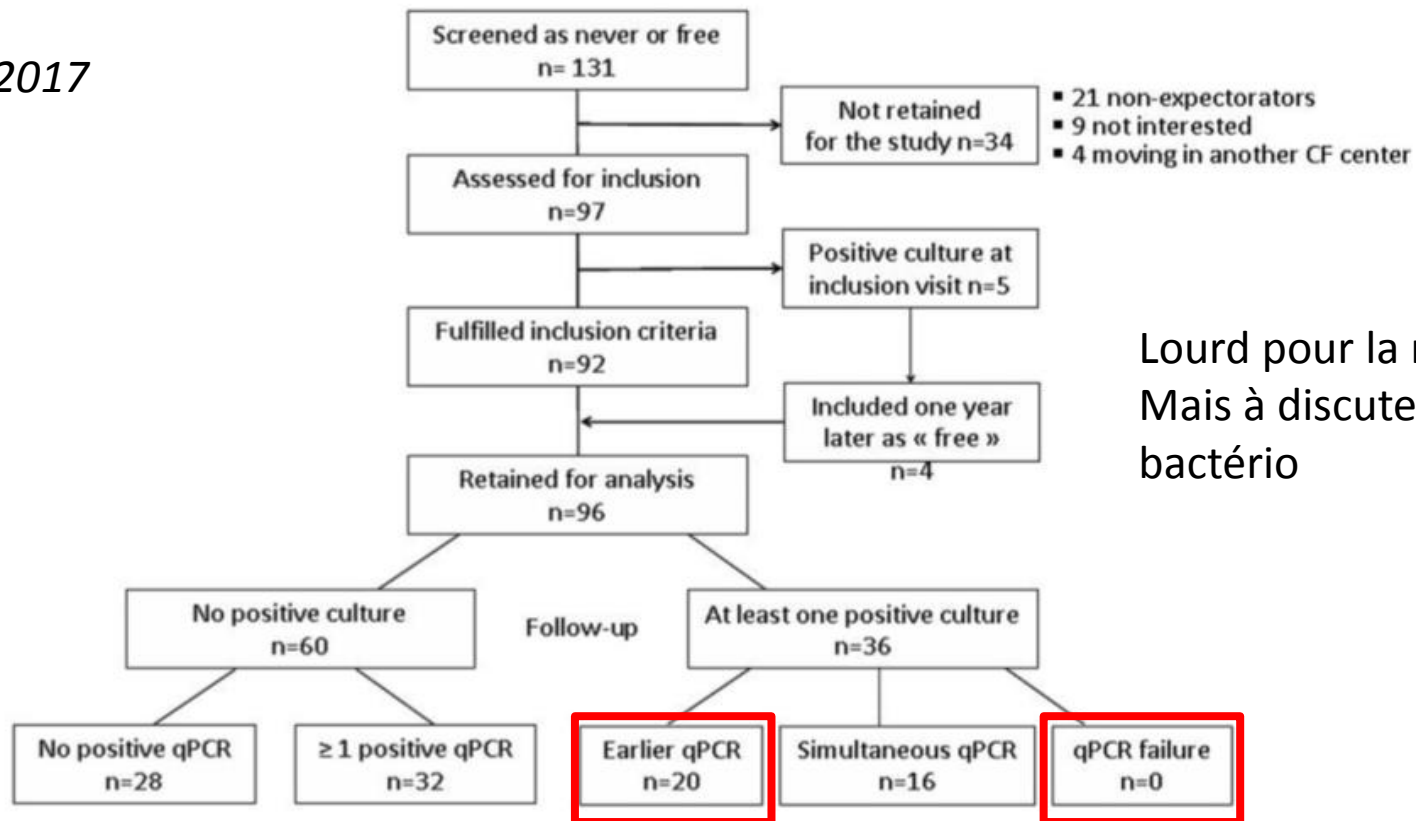 2017
Screened as never or free
n= 131
Not retained
for the study n=34
▪ 21 non-expectorators
▪ 9 not interested
▪ 4 moving in another CF center
Assessed for inclusion
n=97
Positive culture at
inclusion visit n=5
Fulfilled inclusion criteria
n=92
Included one year
later as « free »
n=4
Lourd pour la
Mais à discute
bactério
Retained for analysis
n=96
No positive culture
n=60
Follow-up
At least one positive culture
n=36
No positive qPCR
n=28
≥ 1 positive qPCR
n=32
Earlier qPCR
n=20
Simultaneous qPCR
n=16
qPCR failure
n=0